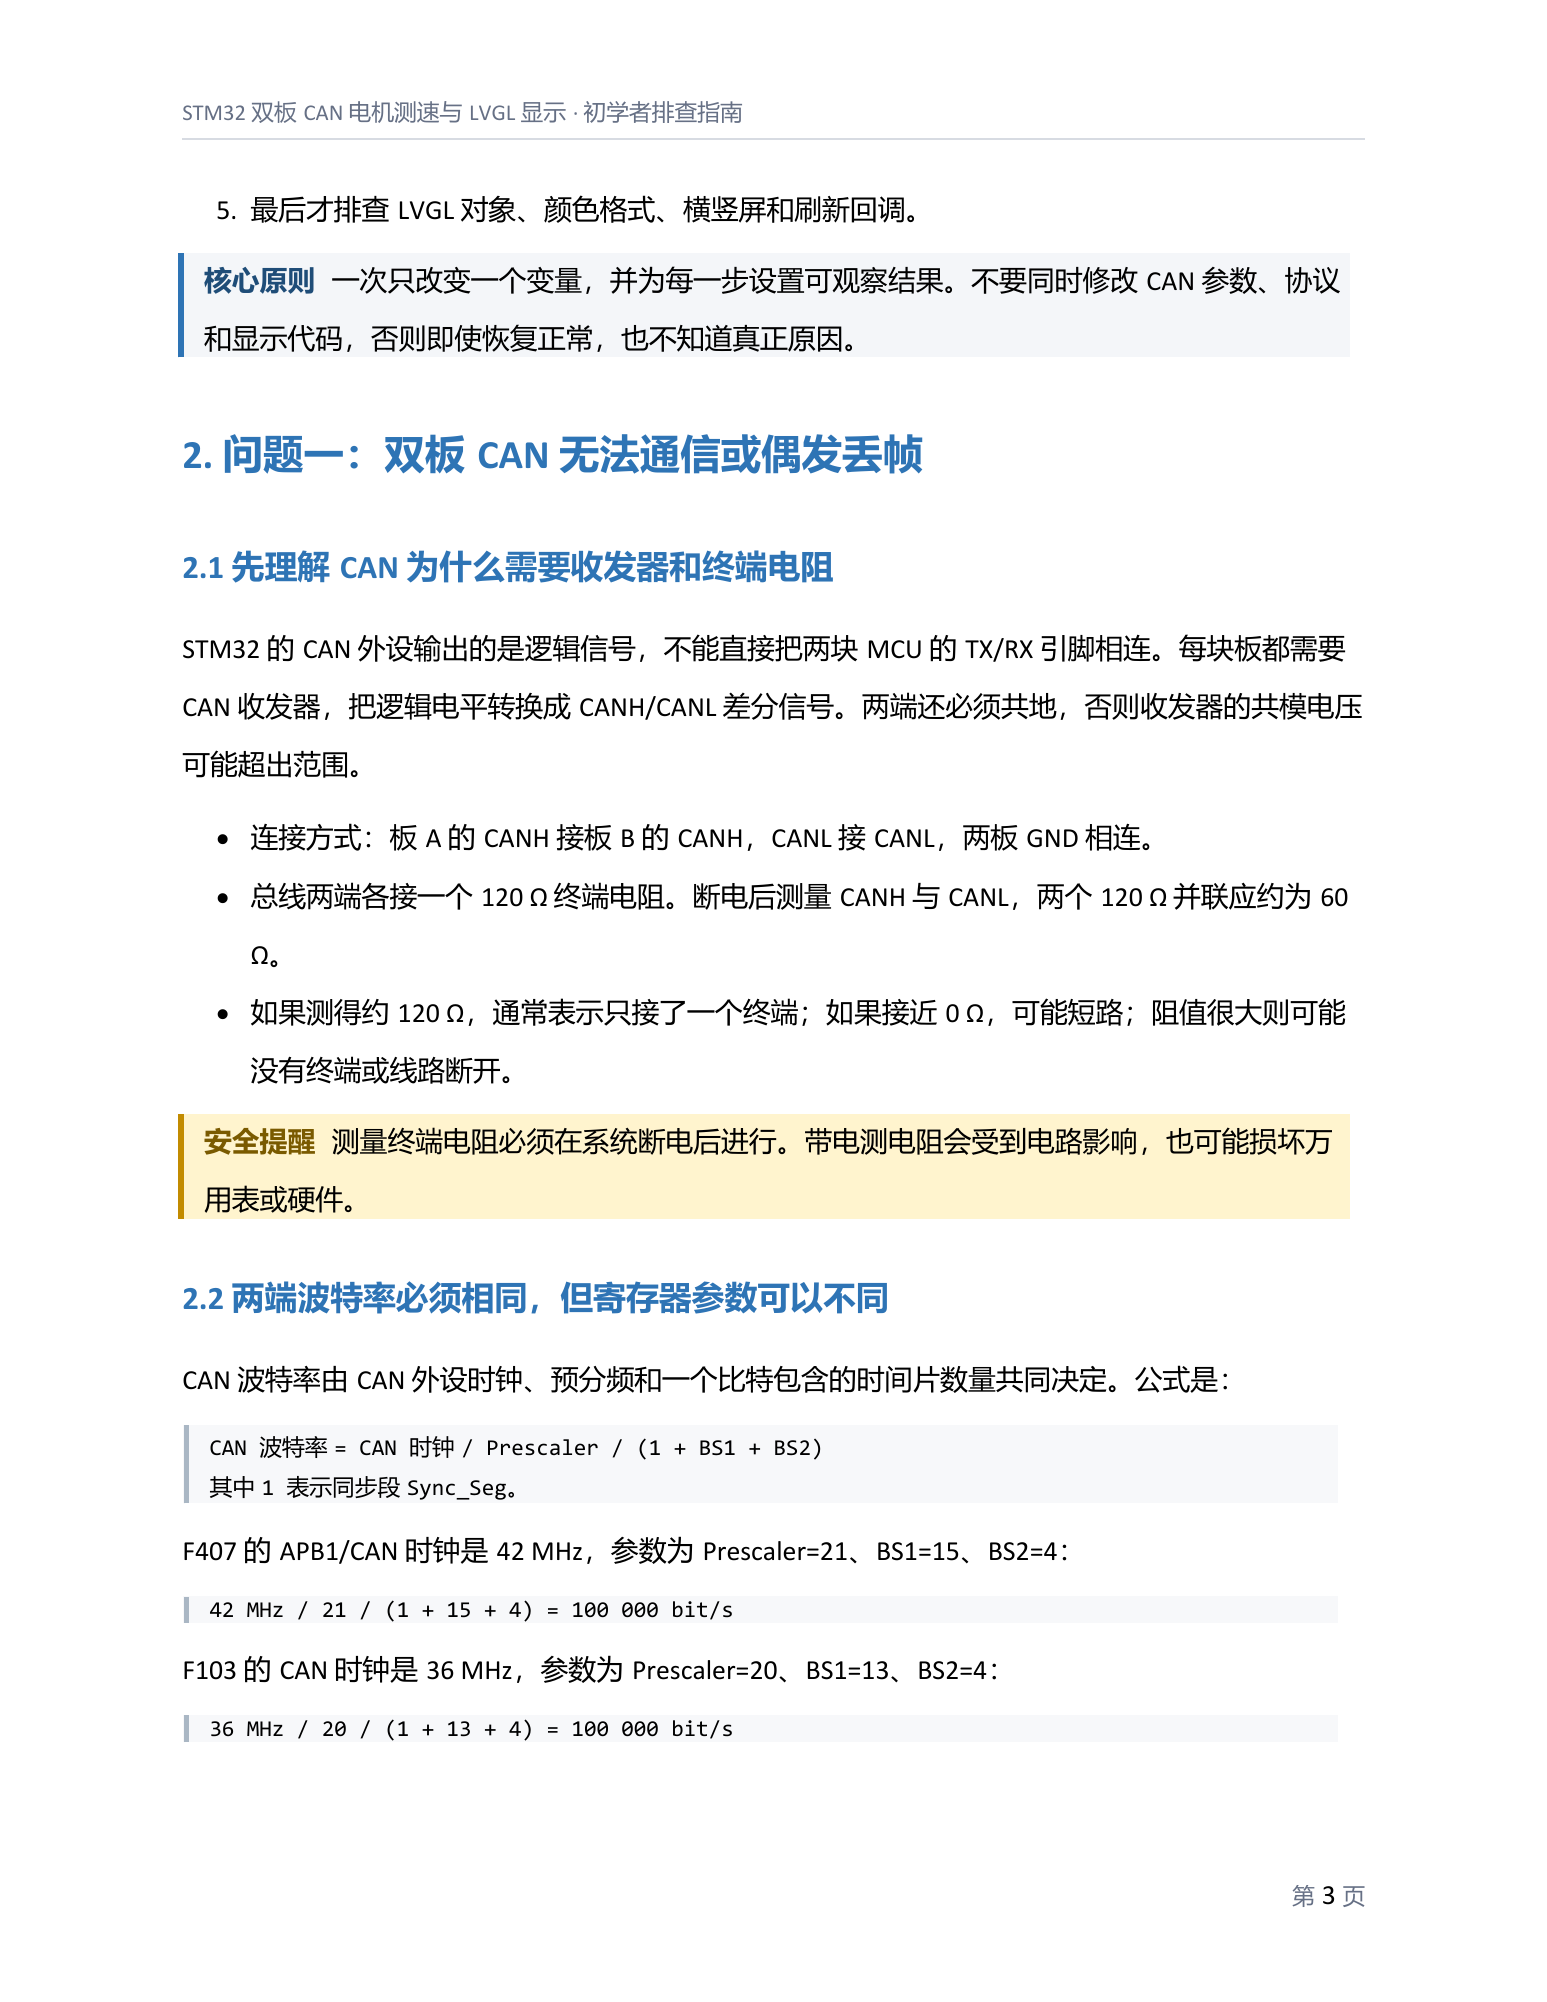 STM32 双板 CAN 电机测速与 LVGL 显示 · 初学者排查指南
5. 最后才排查 LVGL 对象、颜色格式、横竖屏和刷新回调。
核心原则 一次只改变一个变量，并为每一步设置可观察结果。不要同时修改 CAN 参数、协议
和显示代码，否则即使恢复正常，也不知道真正原因。
2. 问题一：双板 CAN 无法通信或偶发丢帧
2.1 先理解 CAN 为什么需要收发器和终端电阻
STM32 的 CAN 外设输出的是逻辑信号，不能直接把两块 MCU 的 TX/RX 引脚相连。每块板都需要
CAN 收发器，把逻辑电平转换成 CANH/CANL 差分信号。两端还必须共地，否则收发器的共模电压
可能超出范围。
• 连接方式：板 A 的 CANH 接板 B 的 CANH，CANL 接 CANL，两板 GND 相连。
• 总线两端各接一个 120 Ω 终端电阻。断电后测量 CANH 与 CANL，两个 120 Ω 并联应约为 60
Ω。
• 如果测得约 120 Ω，通常表示只接了一个终端；如果接近 0 Ω，可能短路；阻值很大则可能
没有终端或线路断开。
安全提醒 测量终端电阻必须在系统断电后进行。带电测电阻会受到电路影响，也可能损坏万
用表或硬件。
2.2 两端波特率必须相同，但寄存器参数可以不同
CAN 波特率由 CAN 外设时钟、预分频和一个比特包含的时间片数量共同决定。公式是：
CAN 波特率 = CAN 时钟 / Prescaler / (1 + BS1 + BS2)
其中 1 表示同步段 Sync_Seg。
F407 的 APB1/CAN 时钟是 42 MHz，参数为 Prescaler=21、BS1=15、BS2=4：
42 MHz / 21 / (1 + 15 + 4) = 100 000 bit/s
F103 的 CAN 时钟是 36 MHz，参数为 Prescaler=20、BS1=13、BS2=4：
36 MHz / 20 / (1 + 13 + 4) = 100 000 bit/s
第 3 页